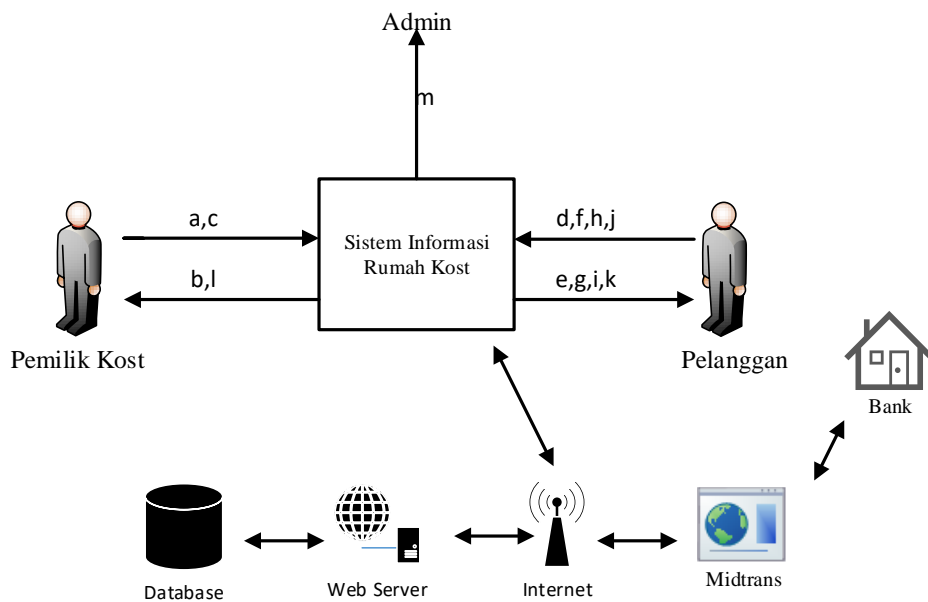 Admin
m
a,c
d,f,h,j
Sistem Informasi
Rumah Kost
b,l
e,g,i,k
Pemilik Kost
Pelanggan
Bank
Database
Web Server
Internet
Midtrans